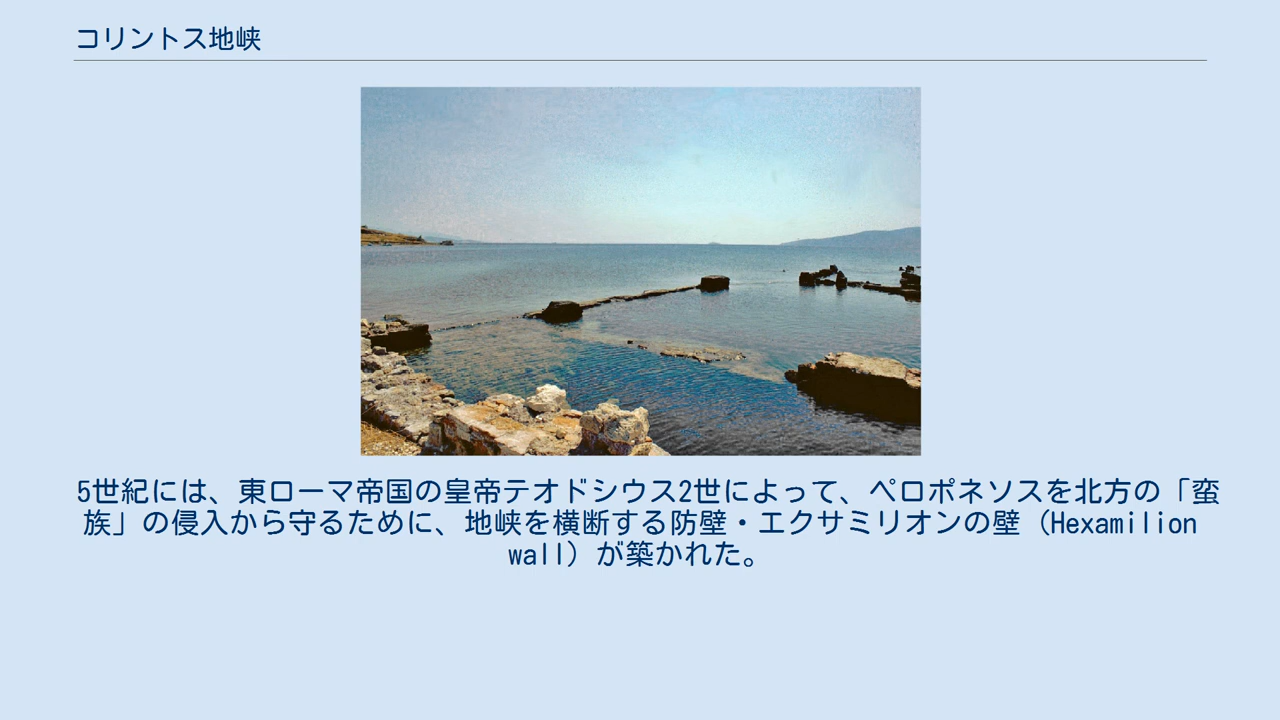 コリントス地峡
5世紀には、東ローマ帝国の皇帝テオドシウス2世によって、ペロポネソスを北方の「蛮
族」の侵入から守るために、地峡を横断する防壁・エクサミリオンの壁（Hexamilion
wall）が築かれた。